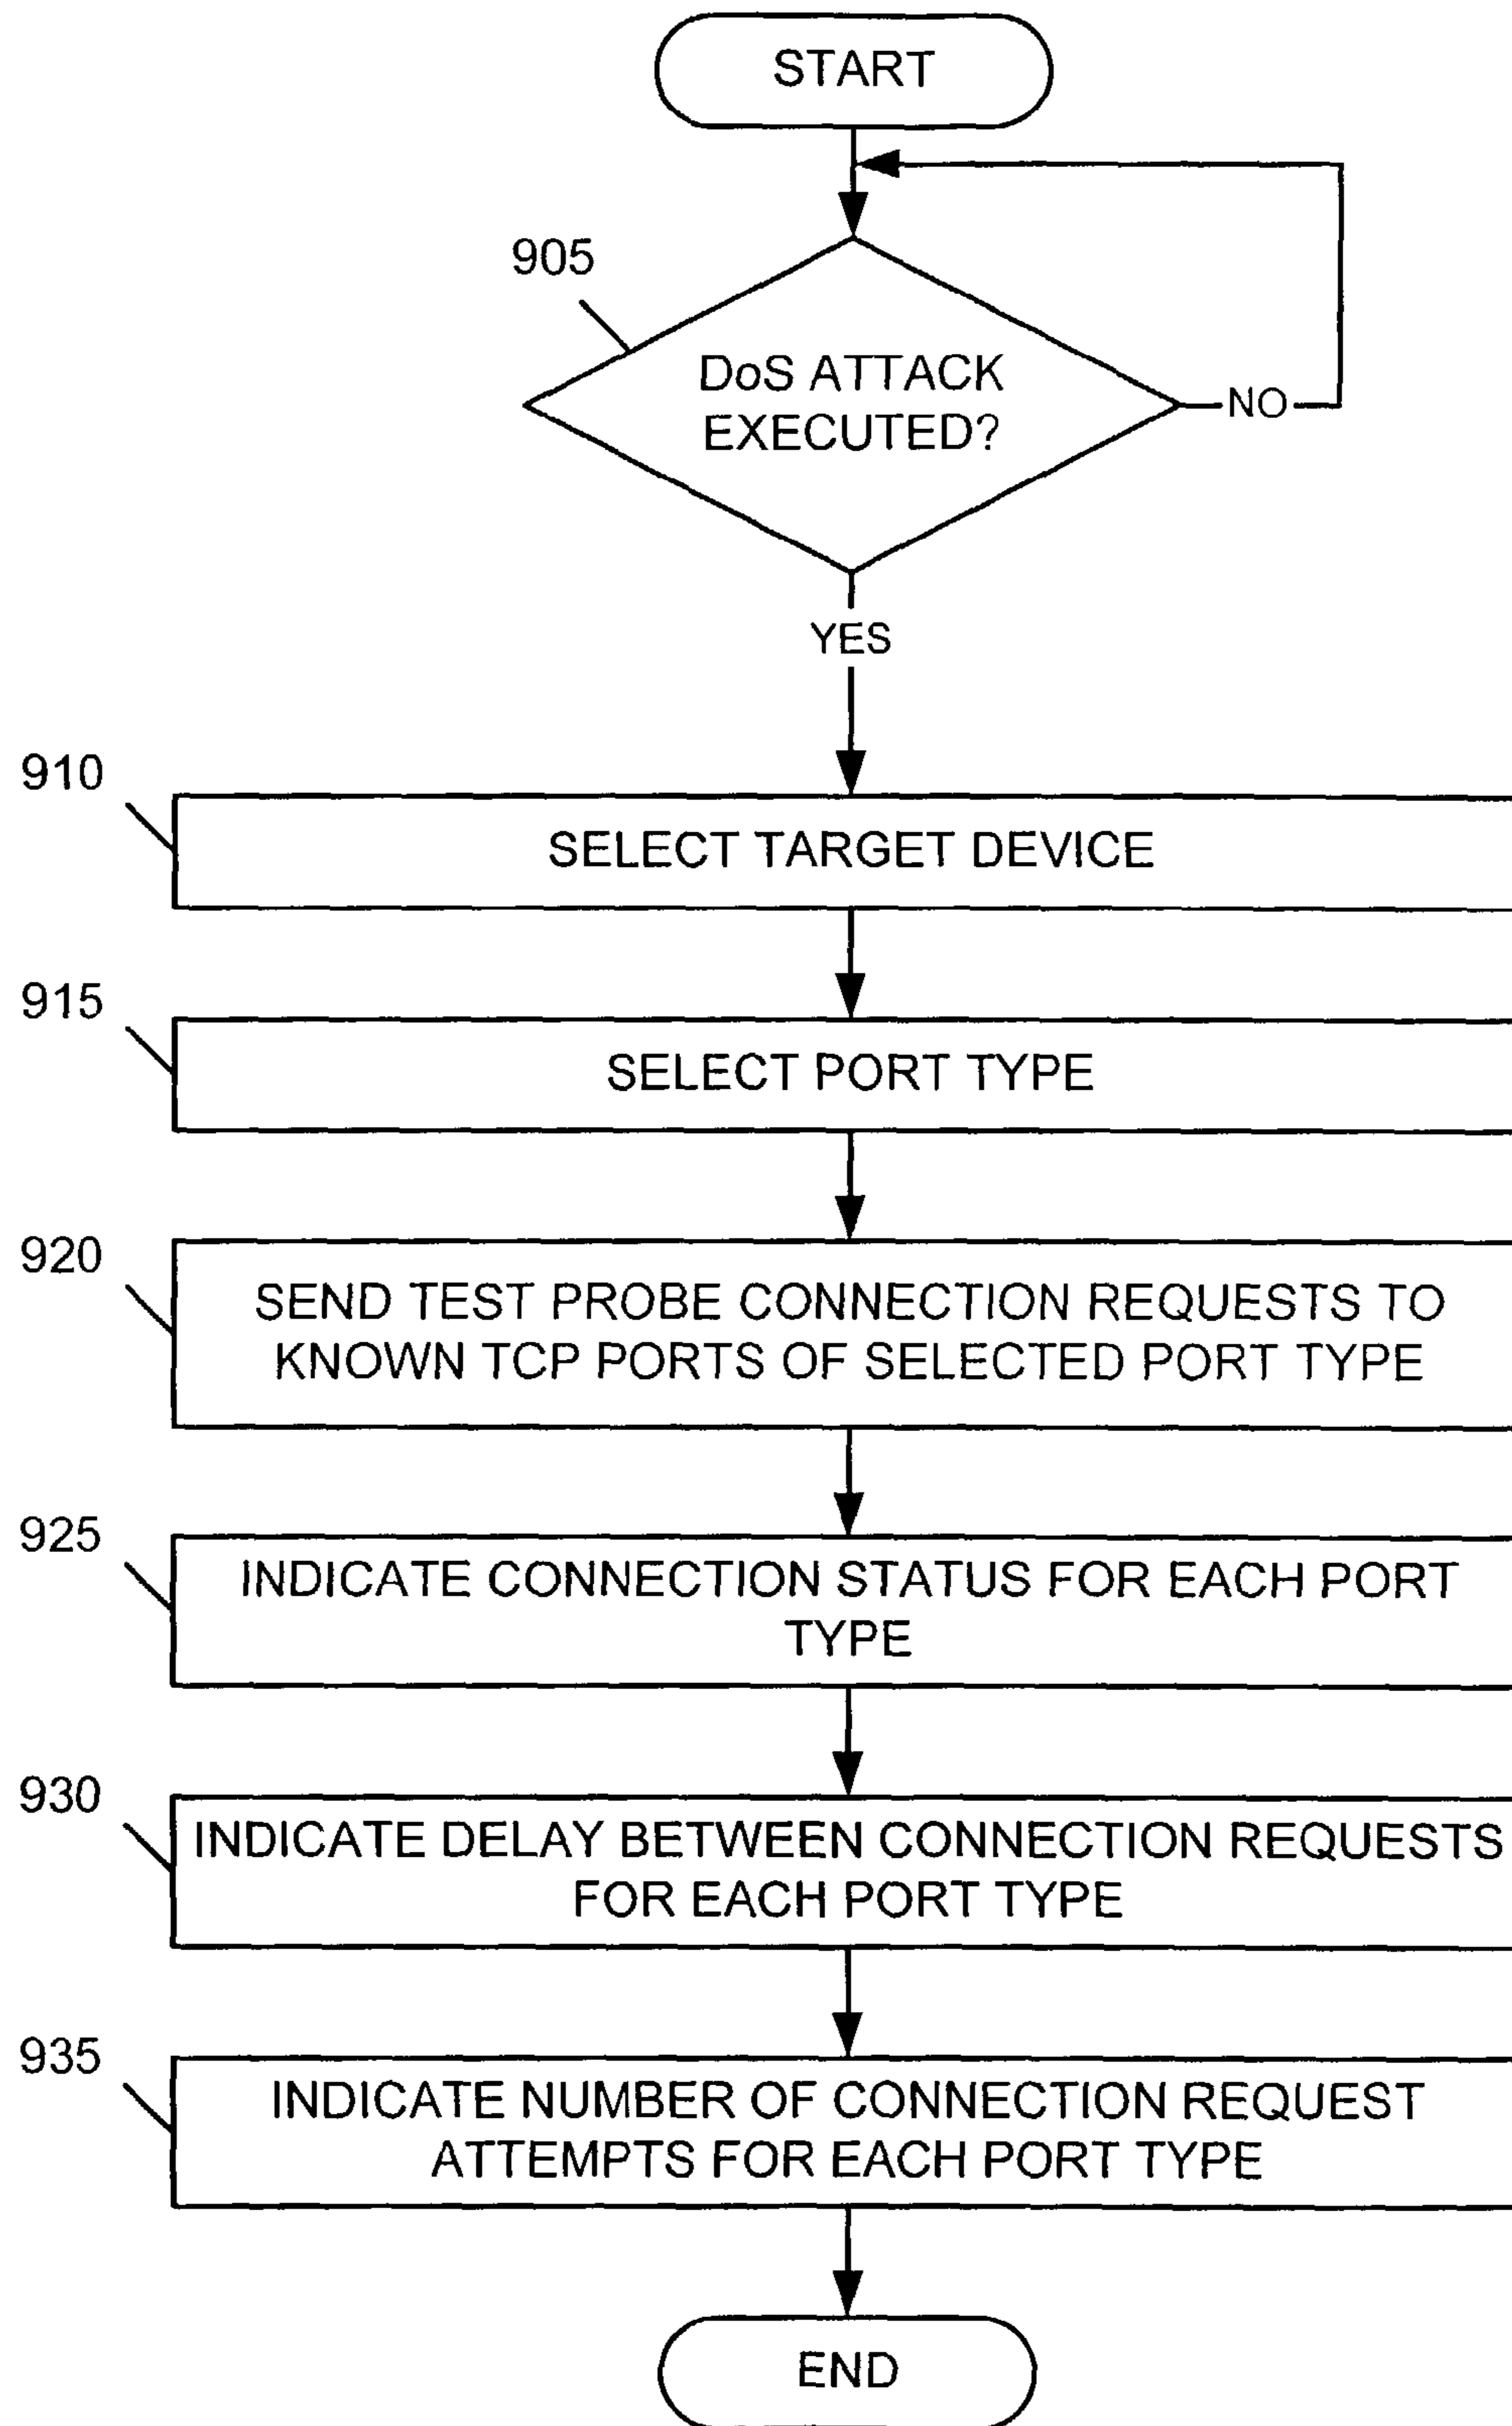 START
905
DoS ATTACK
EXECUTED?
NO
YES
910
SELECT TARGET DEVICE
915
SELECT PORT TYPE
920
SEND TEST PROBE CONNECTION REQUESTS TO
KNOWN TCP PORTS OF SELECTED PORT TYPE
925
INDICATE CONNECTION STATUS FOR EACH PORT
TYPE
930
INDICATE DELAY BETWEEN CONNECTION REQUESTS
FOR EACH PORT TYPE
935
INDICATE NUMBER OF CONNECTION REQUEST
ATTEMPTS FOR EACH PORT TYPE
END